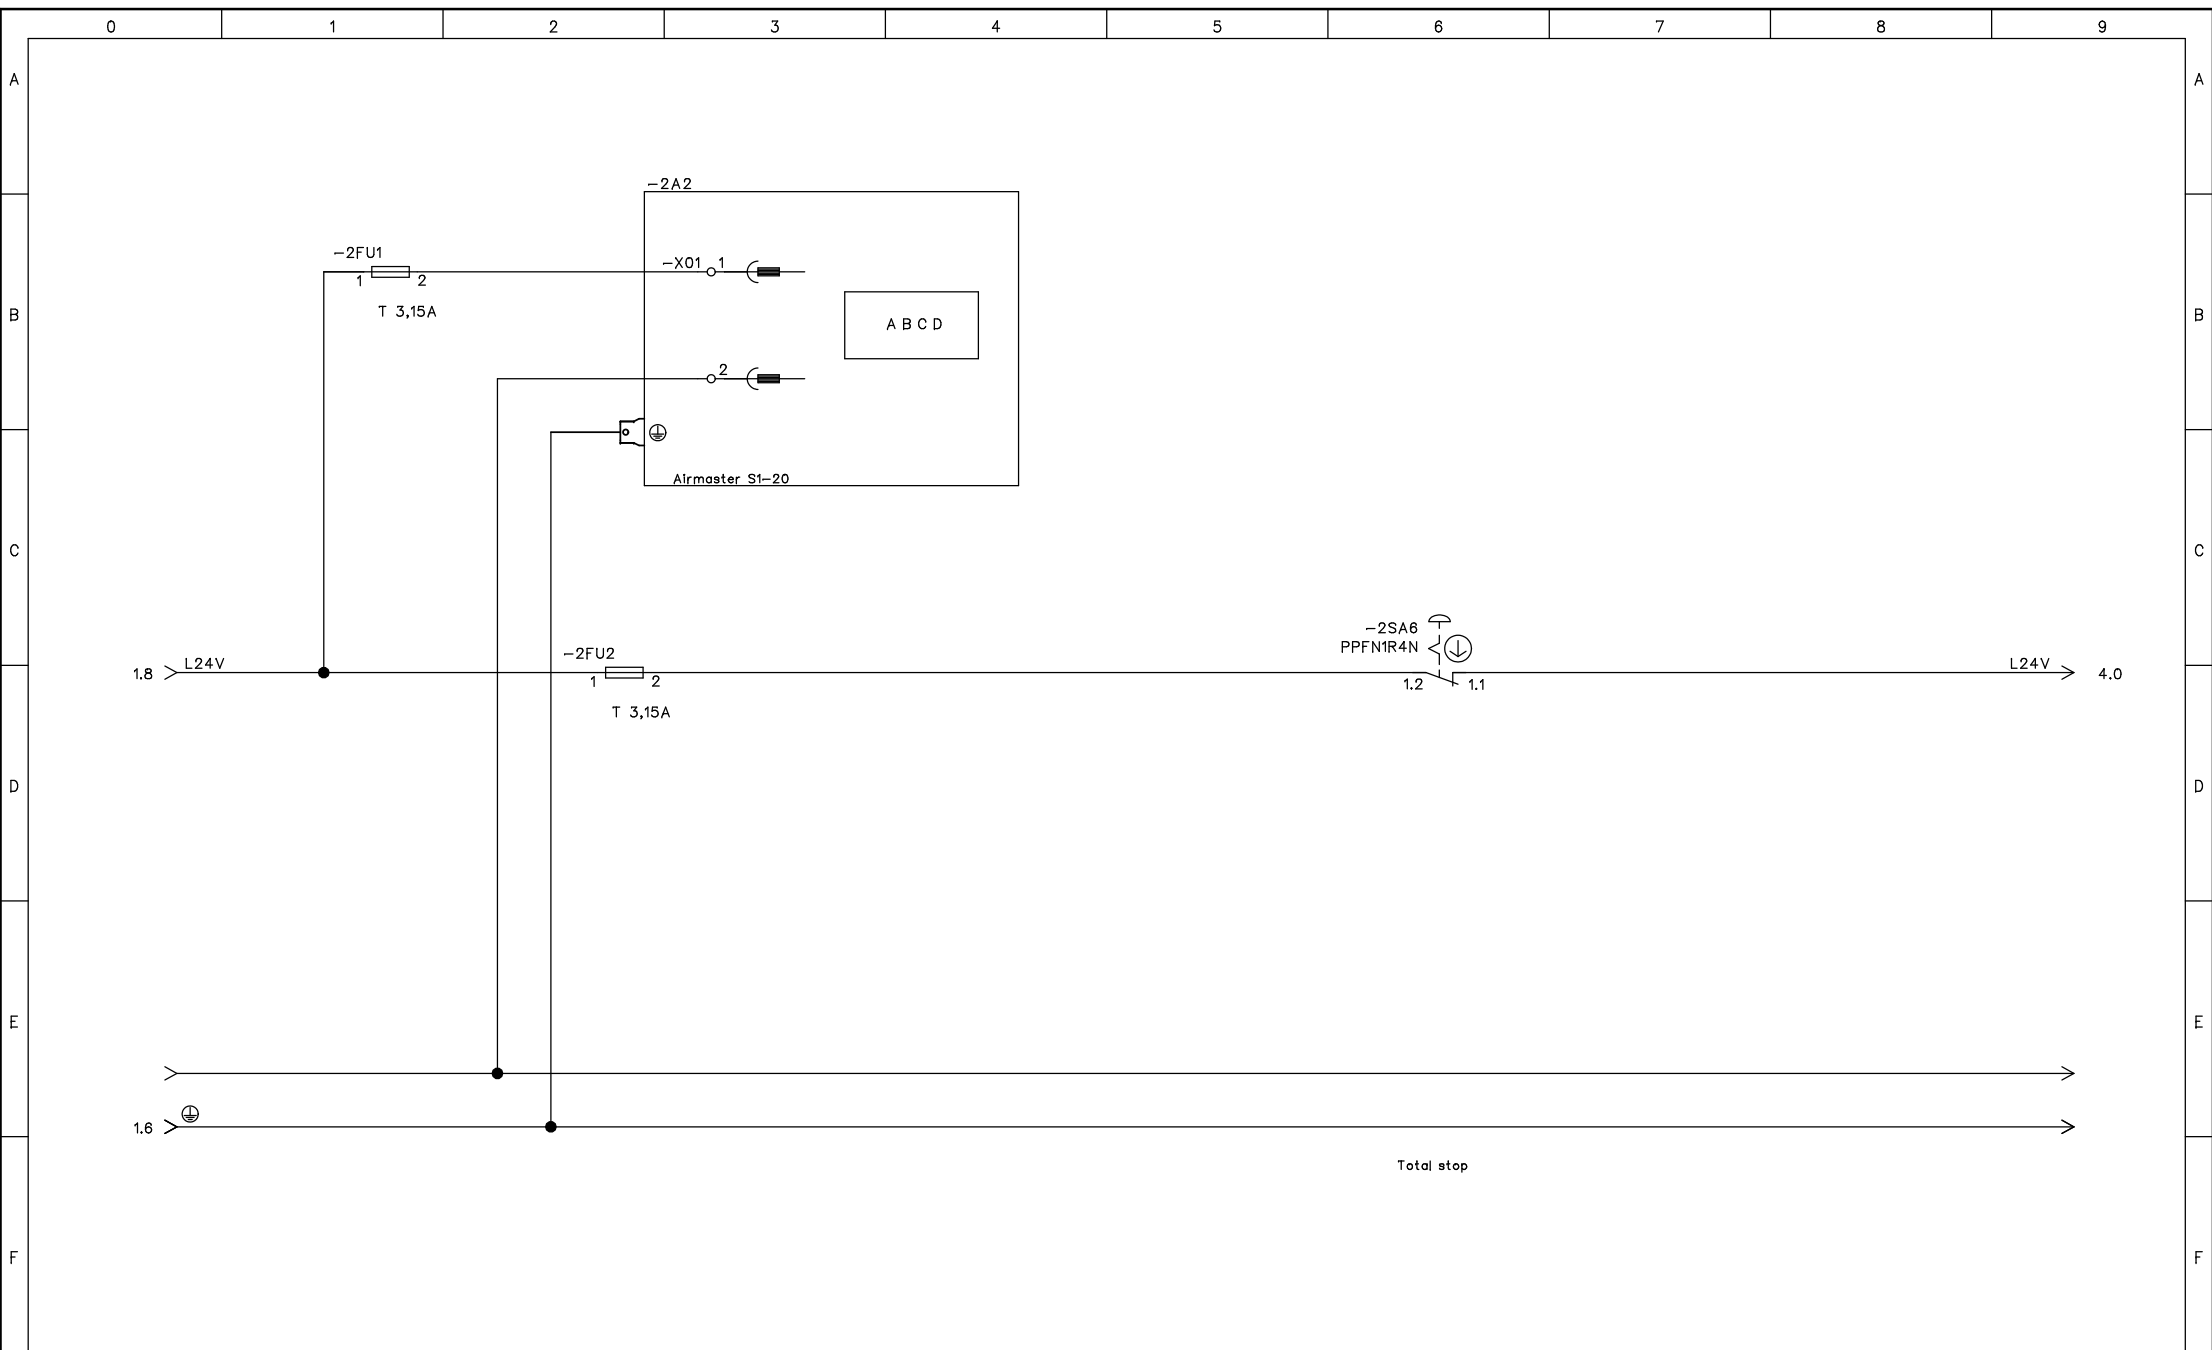 0 1 2 3 4 5 6 7 8 9
A A
-2A2
-2FU1
-X01 1
1 2
T 3,15A
B B
A B C D
2
Airmaster S1-20
C C
-2SA6
PPFN1R4N
-2FU2
L24V L24V
1.8 4.0
1 2
1.2 1.1
T 3,15A
D D
E E
1.6
Total stop
F F